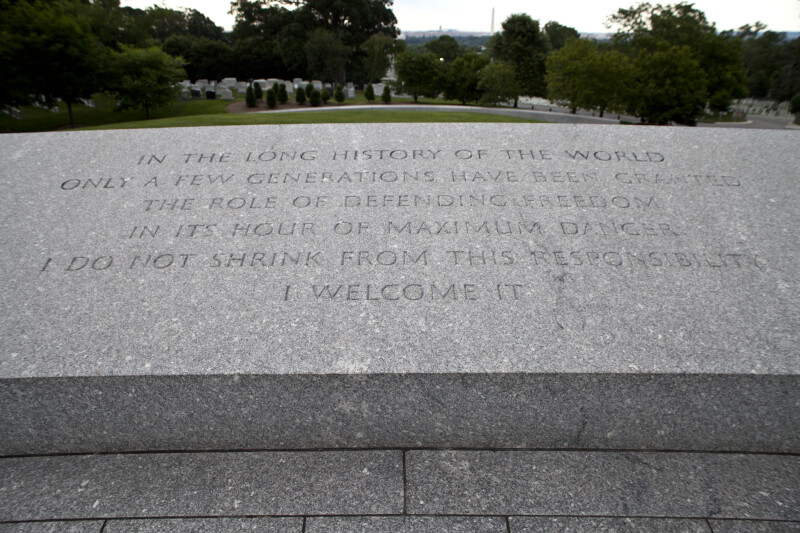 IN THE LONG HISTORY OF THE WORLD
ONLY A FEW GENERATIONS HAVE BEEN GRANTED
THE ROLE OF DEFENDING FREEDOM
IN ITS HOUR OF MAXIMUM DANGER
I DO NOT SHRINK FROM THIS RESPONSIBILITY
I WELCOME IT